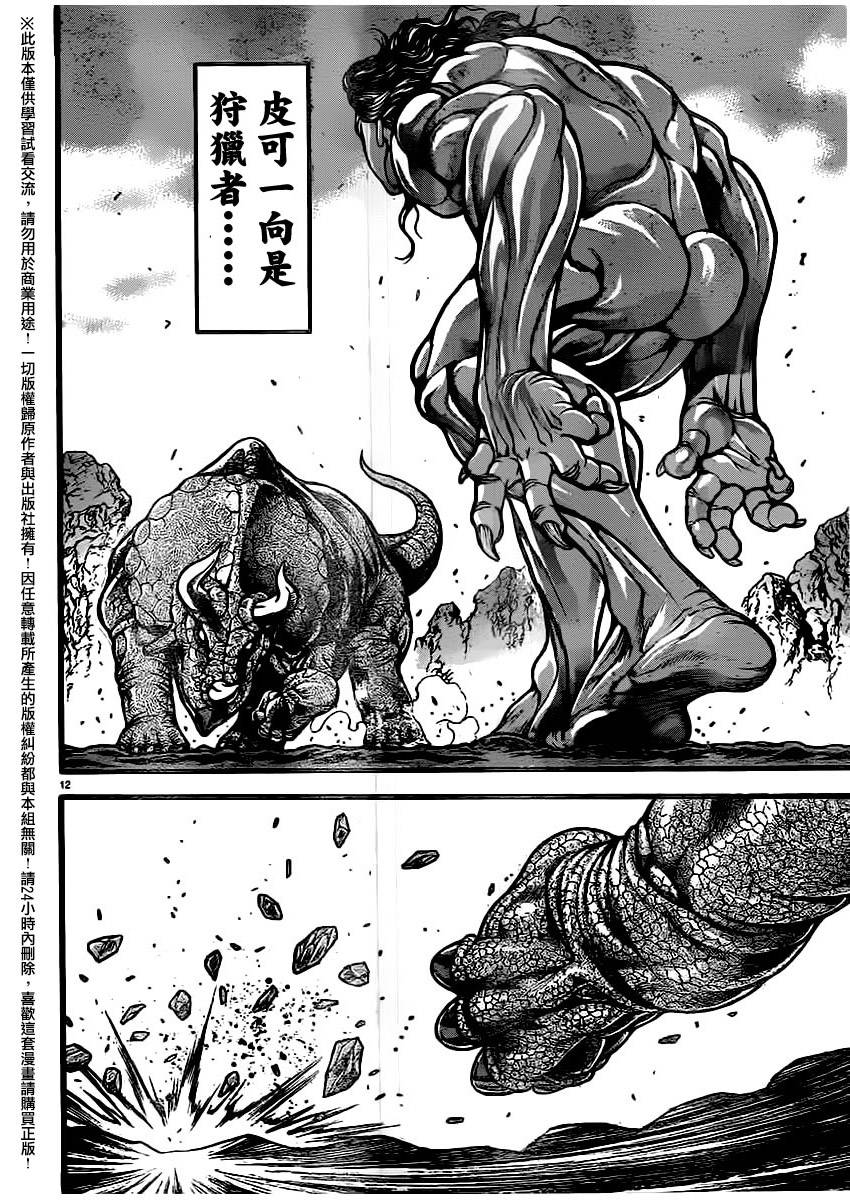 皮可一向是
狩獵者……
12
※此版本僅供學習試看交流，請勿用於商業用途！一切版權歸原作者與出版社擁有！因任意轉載所產生的版權糾紛都與本組無關！請24小時內刪除，喜歡這套漫畫請購買正版！